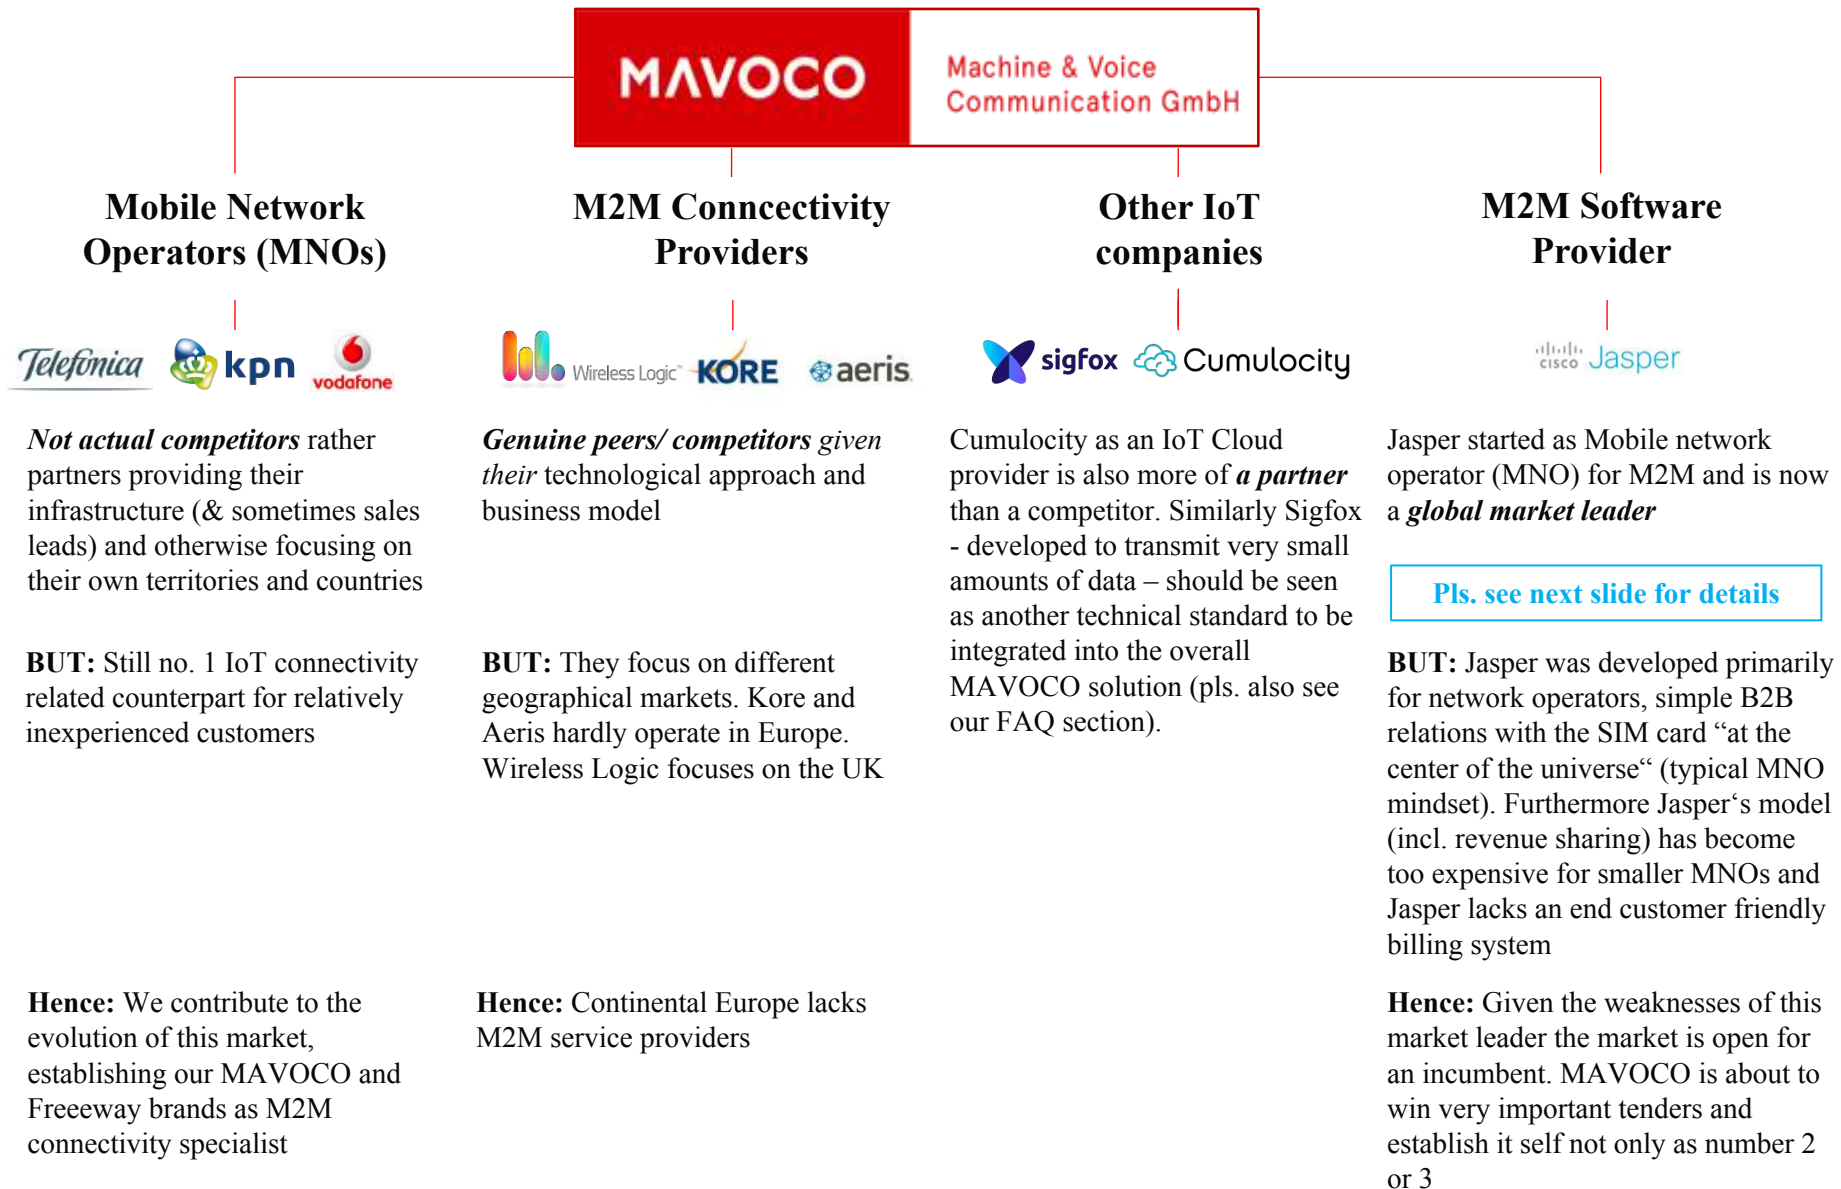 MAVOCO
Machine & Voice
Communication GmbH
Mobile Network
Operators (MNOs)
Telefónica
kpn
vodafone
Not actual competitors rather
partners providing their
infrastructure (& sometimes sales
leads) and otherwise focusing on
their own territories and countries
BUT: Still no. 1 IoT connectivity
related counterpart for relatively
inexperienced customers
Hence: We contribute to the
evolution of this market,
establishing our MAVOCO and
Freeeway brands as M2M
connectivity specialist
M2M Conncectivity
Providers
Wireless Logic™
KORE
aeris.
Genuine peers/ competitors given
their technological approach and
business model
BUT: They focus on different
geographical markets. Kore and
Aeris hardly operate in Europe.
Wireless Logic focuses on the UK
Hence: Continental Europe lacks
M2M service providers
Other IoT
companies
sigfox
Cumulocity
Cumulocity as an IoT Cloud
provider is also more of a partner
than a competitor. Similarly Sigfox
- developed to transmit very small
amounts of data – should be seen
as another technical standard to be
integrated into the overall
MAVOCO solution (pls. also see
our FAQ section).
M2M Software
Provider
cisco Jasper
Jasper started as Mobile network
operator (MNO) for M2M and is now
a global market leader
Pls. see next slide for details
BUT: Jasper was developed primarily
for network operators, simple B2B
relations with the SIM card “at the
center of the universe“ (typical MNO
mindset). Furthermore Jasper‘s model
(incl. revenue sharing) has become
too expensive for smaller MNOs and
Jasper lacks an end customer friendly
billing system
Hence: Given the weaknesses of this
market leader the market is open for
an incumbent. MAVOCO is about to
win very important tenders and
establish it self not only as number 2
or 3